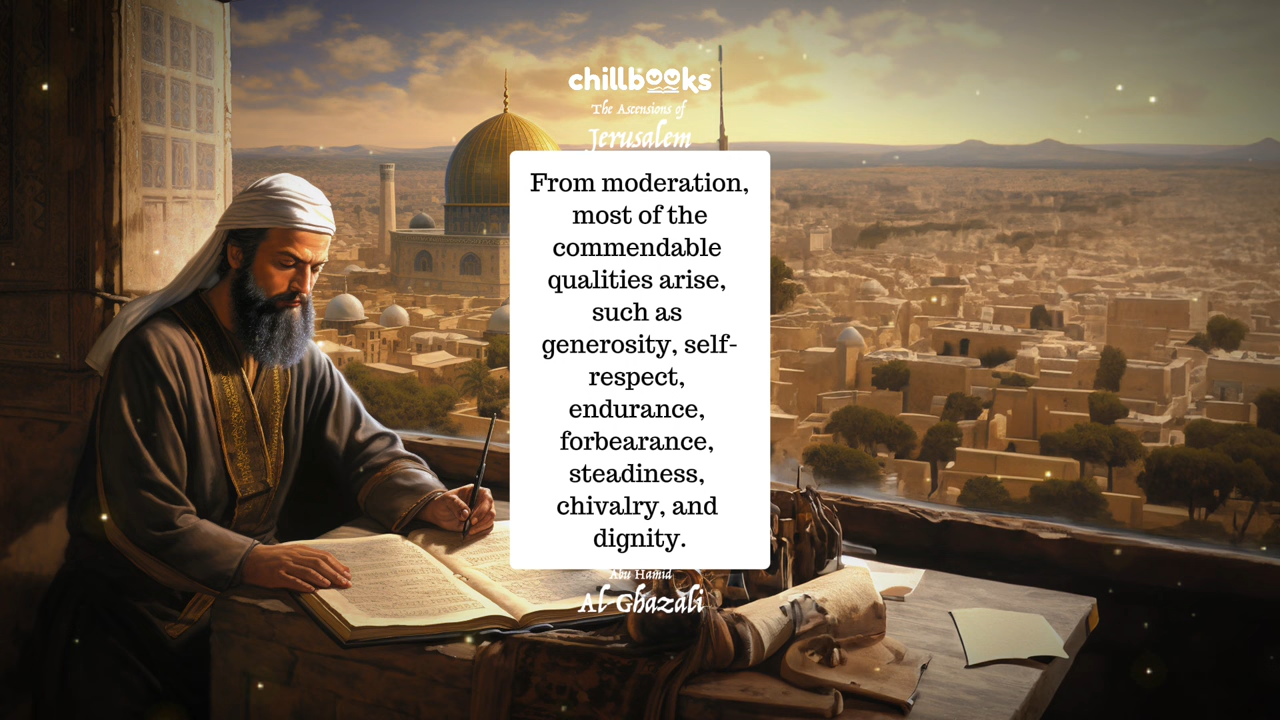 chillbooks
The Ascensions of
Jerusalem
From moderation,
most of the
commendable
qualities arise,
such as
generosity, self-
respect,
endurance,
forbearance,
steadiness,
chivalry, and
dignity.
Abu Hamid
Al-Ghazali